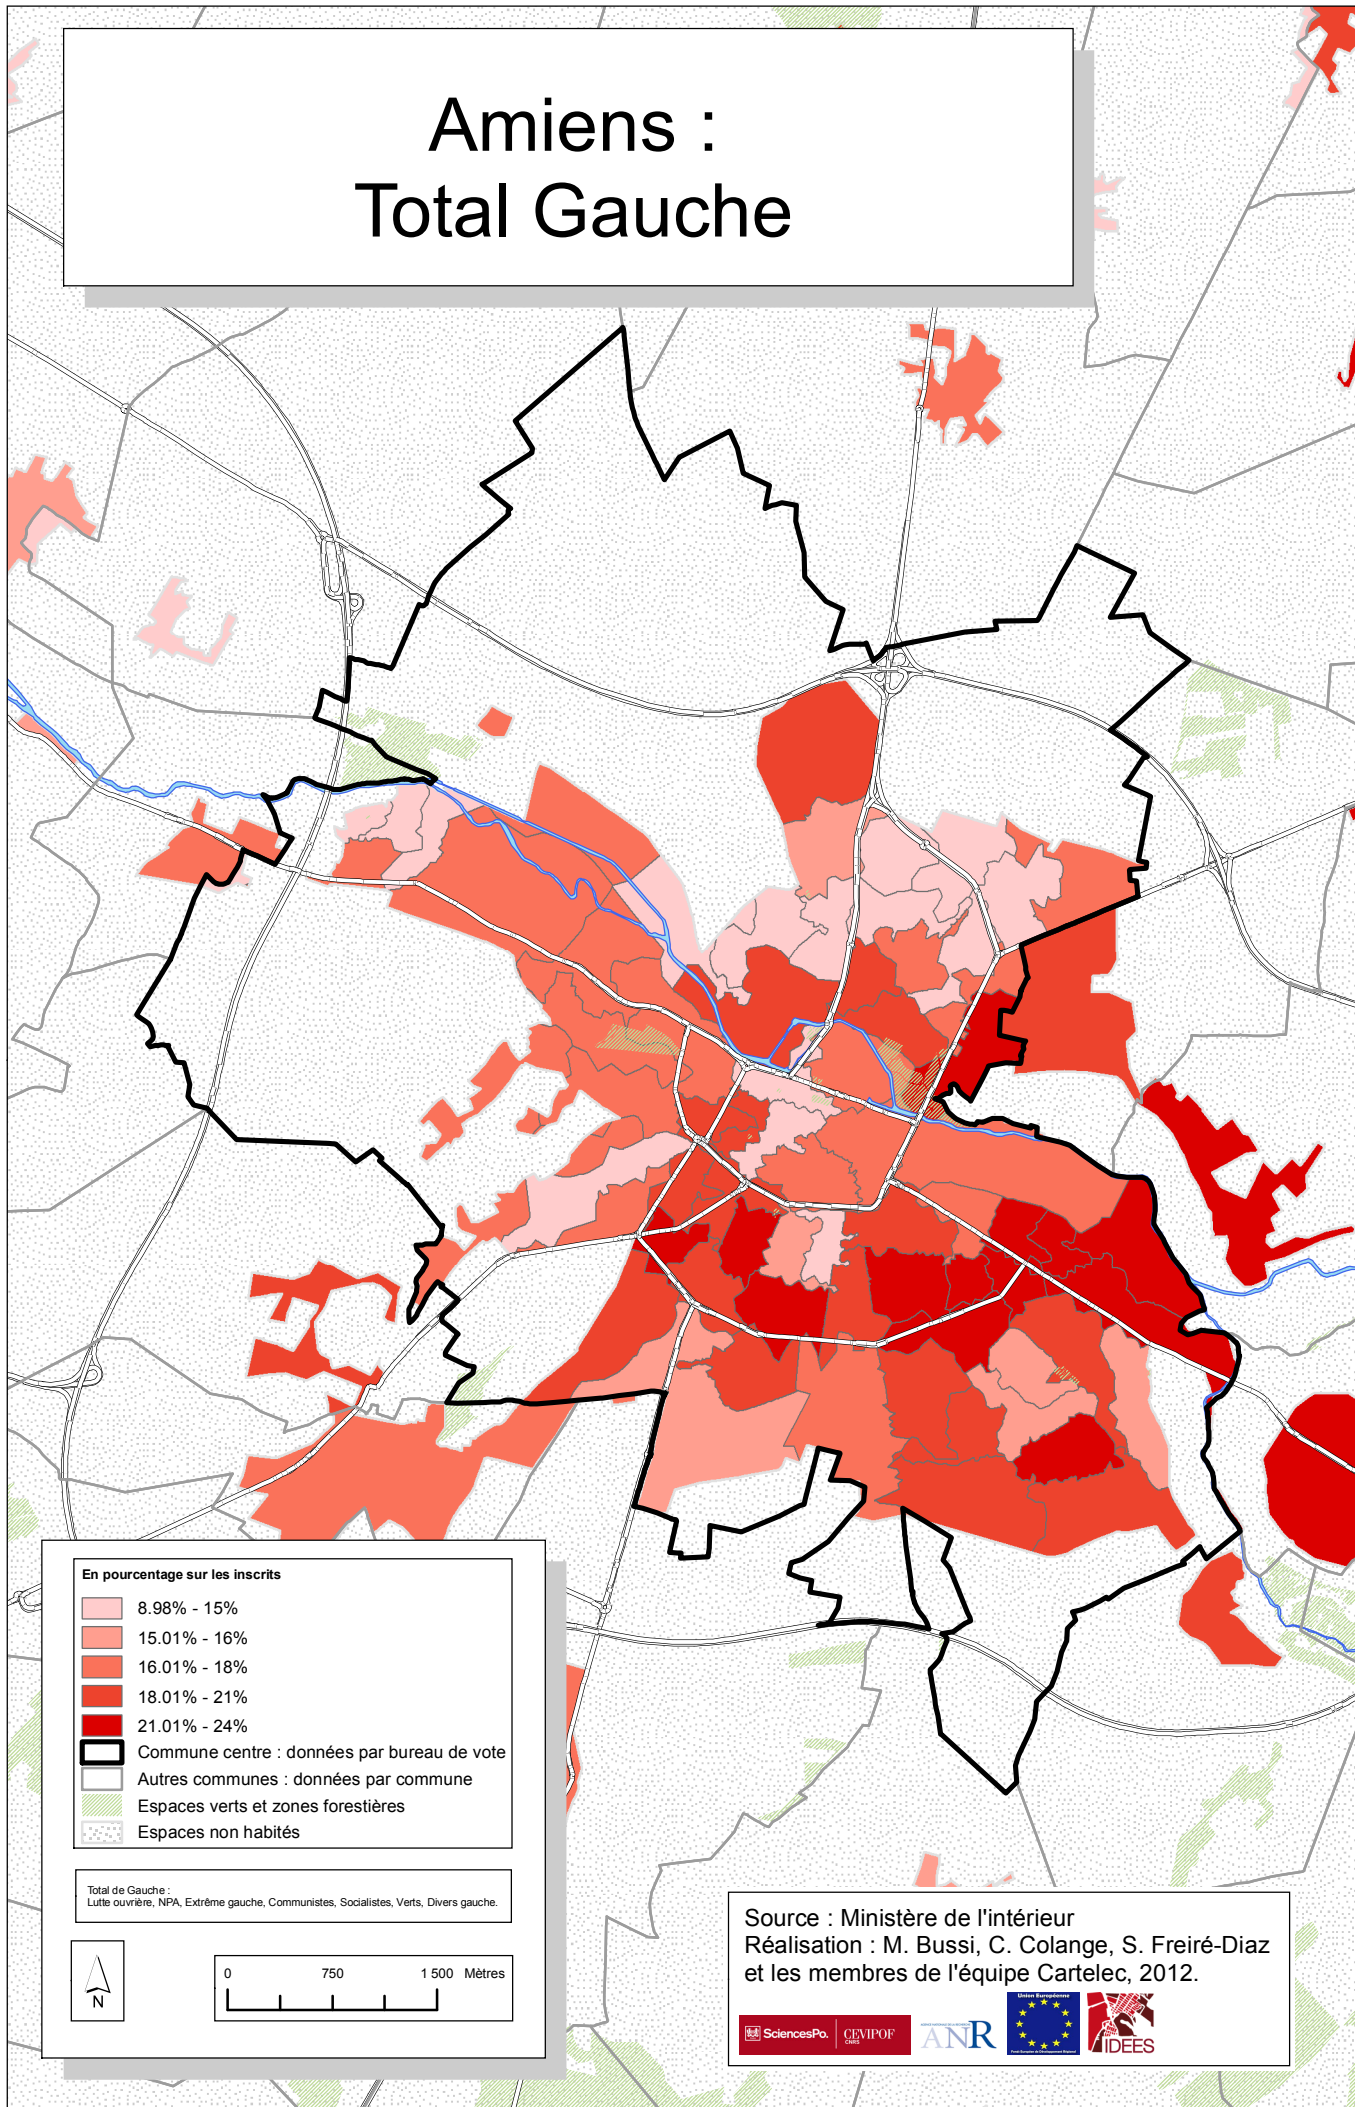 Amiens :
Total Gauche
En pourcentage sur les inscrits
8.98% - 15%
15.01% - 16%
16.01% - 18%
18.01% - 21%
21.01% - 24%
Commune centre : données par bureau de vote
Autres communes : données par commune
Espaces verts et zones forestières
Espaces non habités
Total de Gauche :
Lutte ouvrière, NPA, Extrême gauche, Communistes, Socialistes, Verts, Divers gauche.
N
0 750 1 500 Mètres
Source : Ministère de l'intérieur
Réalisation : M. Bussi, C. Colange, S. Freiré-Diaz
et les membres de l'équipe Cartelec, 2012.
SciencesPo.
CEVIPOF
CNRS
ANR
Union Européenne
IDEES